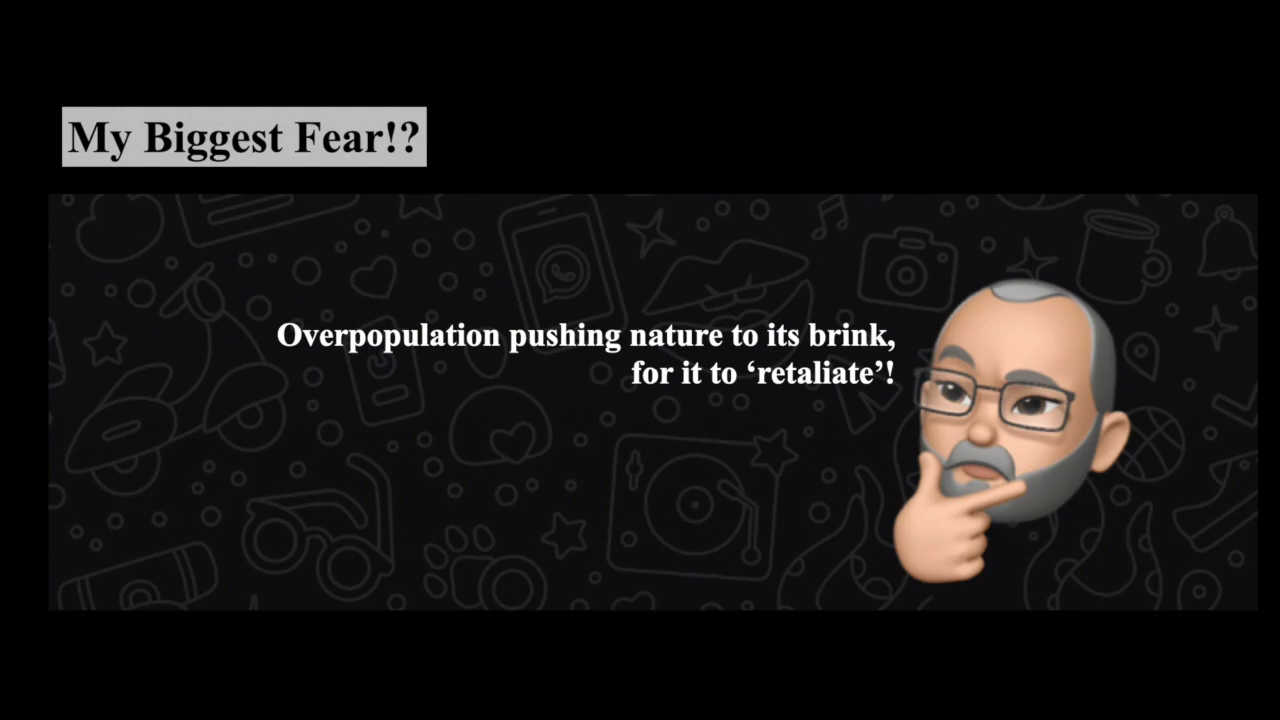 My Biggest Fear!?
Overpopulation pushing nature to its brink,
for it to ‘retaliate’!